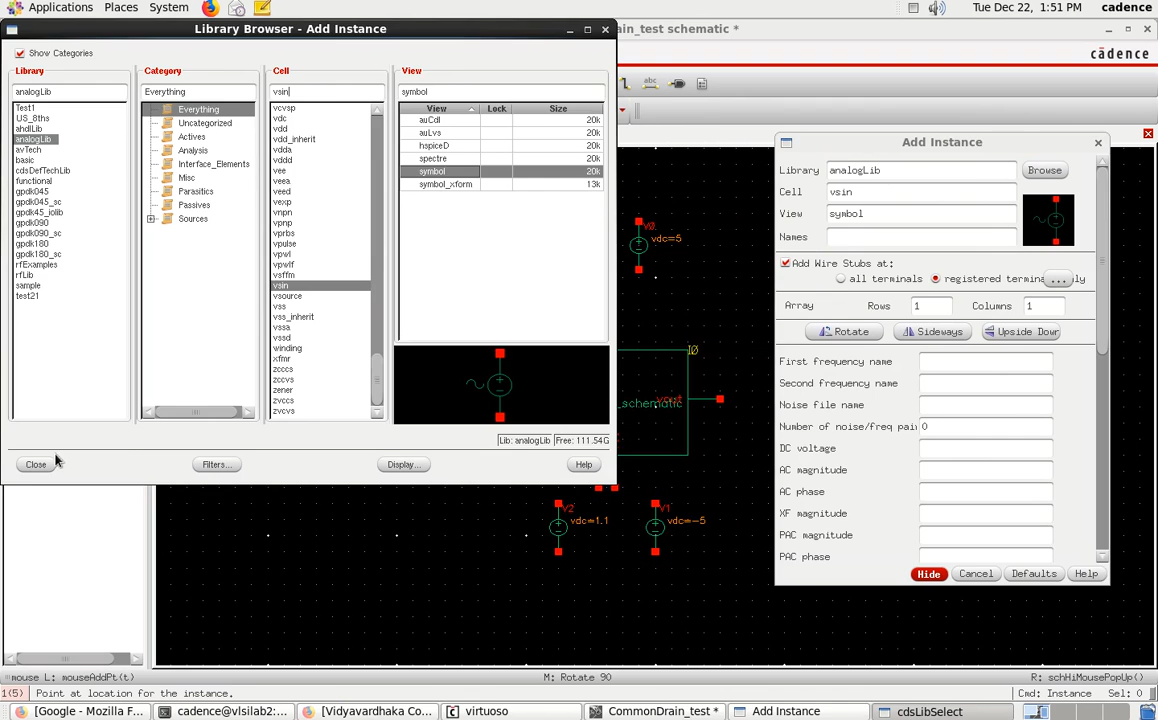 Applications Places System
Tue Dec 22, 1:51 PM cadence
Library Browser - Add Instance
Drain_test schematic *
cādence
Show Categories
Library
Category
Cell
View
analogLib
Everything
vsin
symbol
Test1
US_8ths
ahdlLib
analogLib
avTech
basic
cdsDefTechLib
functional
gpdk045
gpdk045_sc
gpdk45_iolib
gpdk090
gpdk090_sc
gpdk180
rfExamples
rfLib
sample
test21
Everything
Uncategorized
Actives
Analysis
Interface_Elements
Misc
Parasitics
Passives
Sources
vcvsp
vdc
vdd
vdd_inherit
vdda
vddd
vee
veea
veed
vexp
vnpn
vpnp
vprbs
vpulse
vpwl
vpwlf
vsffm
vsin
vsource
vss
vss_inherit
vssa
vssd
winding
xfmr
zcccs
zccvs
zener
zvccs
zvcvs
View Lock Size
auCdl 20k
auLvs 20k
hspiceD 20k
spectre 20k
symbol 20k
symbol_xform 13k
Lib: analogLib Free: 111.54G
Close Filters... Display... Help
V0
vdc=5
I0
_schematic
vout
V2
vdc=1.1
V1
vdc=-5
Add Instance
Library analogLib Browse
Cell vsin
View symbol
Names
Add Wire Stubs at:
all terminals registered termina ... ly
Array Rows 1 Columns 1
Rotate Sideways Upside Down
First frequency name
Second frequency name
Noise file name
Number of noise/freq pair 0
DC voltage
AC magnitude
AC phase
XF magnitude
PAC magnitude
PAC phase
Hide Cancel Defaults Help
mouse L: mouseAddPt(t) M: Rotate 90 R: schHiMousePopUp()
1(5) Point at location for the instance. Cmd: Instance Sel: 0
[Google - Mozilla F... cadence@vlsilab2:... [Vidyavardhaka Co... virtuoso CommonDrain_test * Add Instance cdsLibSelect